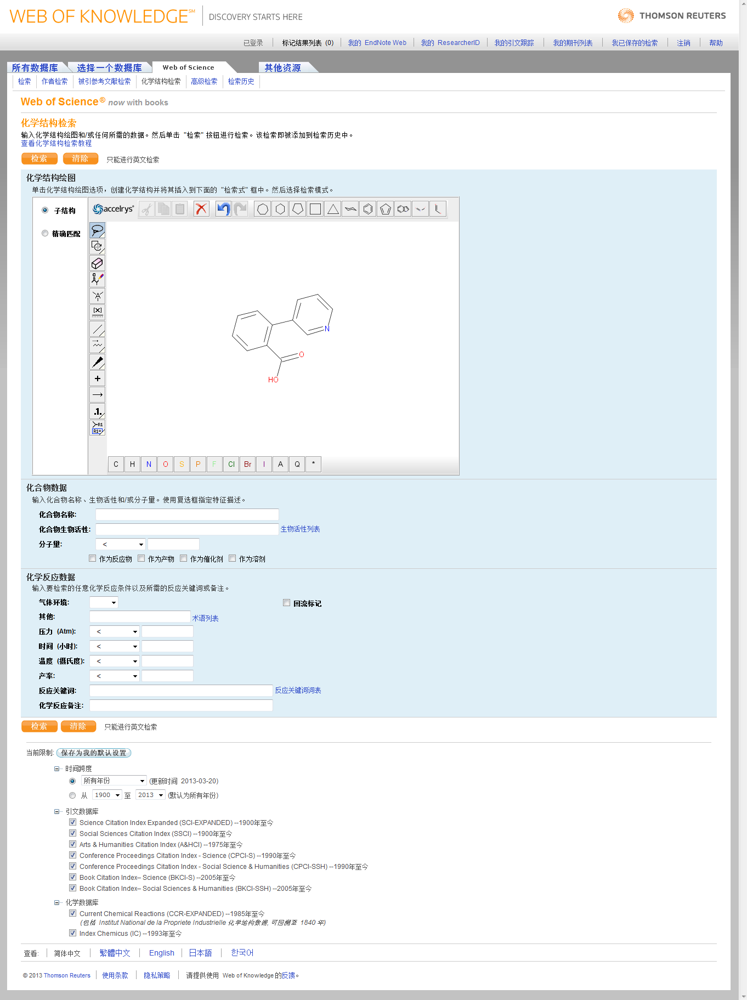 WEB OF KNOWLEDGE℠ DISCOVERY STARTS HERE
THOMSON REUTERS
已登录 标记结果列表 (0) 我的 EndNote Web 我的 ResearcherID 我的引文跟踪 我的期刊列表 我已保存的检索 注销 帮助
所有数据库 选择一个数据库 Web of Science 其他资源
检索 作者检索 被引参考文献检索 化学结构检索 高级检索 检索历史
Web of Science® now with books
化学结构检索
输入化学结构绘图和/或任何所需的数据。然后单击 "检索" 按钮进行检索。该检索即被添加到检索历史中。
查看化学结构检索教程
检索 清除 只能进行英文检索
化学结构绘图
单击化学结构绘图选项，创建化学结构并将其插入到下面的 "检索式" 框中。然后选择检索模式。
子结构
accelrys®
精确匹配
A
[X]
N
O
HO
+
→
.1.
R1
R1=
C H N O S P F Cl Br I A Q *
化合物数据
输入化合物名称、生物活性和/或分子量。使用复选框指定特征描述。
化合物名称:
化合物生物活性: 生物活性列表
分子量: <
作为反应物 作为产物 作为催化剂 作为溶剂
化学反应数据
输入要检索的任意化学反应条件以及所需的反应关键词或备注。
气体环境: 回流标记
其他: 术语列表
压力 (Atm): <
时间 (小时): <
温度 (摄氏度): <
产率: <
反应关键词: 反应关键词词表
化学反应备注:
检索 清除 只能进行英文检索
当前限制: 保存为我的默认设置
时间跨度
所有年份 (更新时间 2013-03-20)
从 1900 至 2013 (默认为所有年份)
引文数据库
Science Citation Index Expanded (SCI-EXPANDED) --1900年至今
Social Sciences Citation Index (SSCI) --1900年至今
Arts & Humanities Citation Index (A&HCI) --1975年至今
Conference Proceedings Citation Index - Science (CPCI-S) --1990年至今
Conference Proceedings Citation Index - Social Science & Humanities (CPCI-SSH) --1990年至今
Book Citation Index– Science (BKCI-S) --2005年至今
Book Citation Index– Social Sciences & Humanities (BKCI-SSH) --2005年至今
化学数据库
Current Chemical Reactions (CCR-EXPANDED) --1985年至今
(包括 Institut National de la Propriete Industrielle 化学结构数据, 可回溯至 1840 年)
Index Chemicus (IC) --1993年至今
查看: 简体中文 繁體中文 English 日本語 한국어
© 2013 Thomson Reuters 使用条款 隐私策略 请提供使用 Web of Knowledge 的反馈。